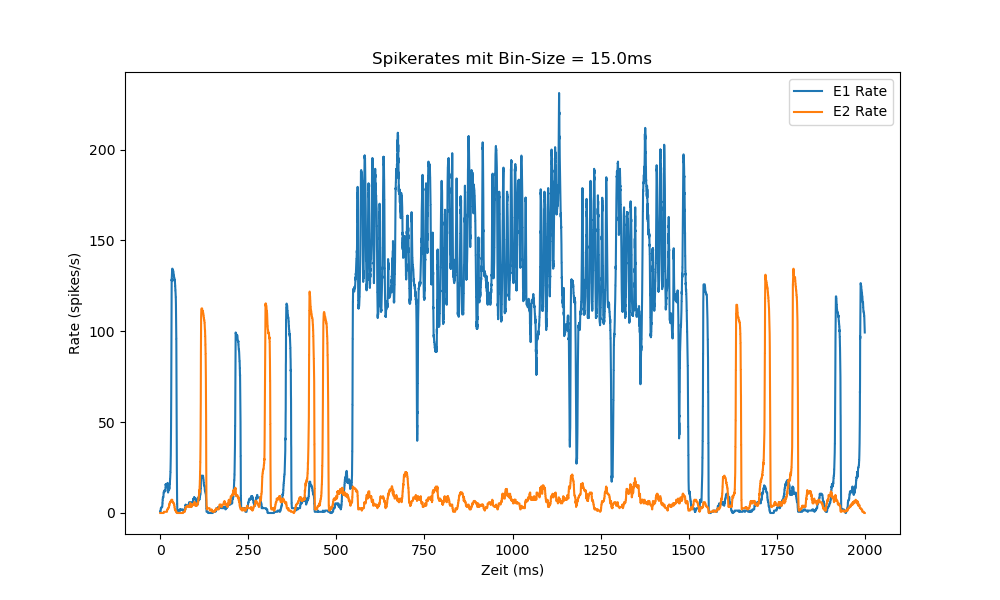 Spikerates mit Bin-Size = 15.0ms
E1 Rate
E2 Rate
Rate (spikes/s)
200
150
100
50
0
0 250 500 750 1000 1250 1500 1750 2000
Zeit (ms)